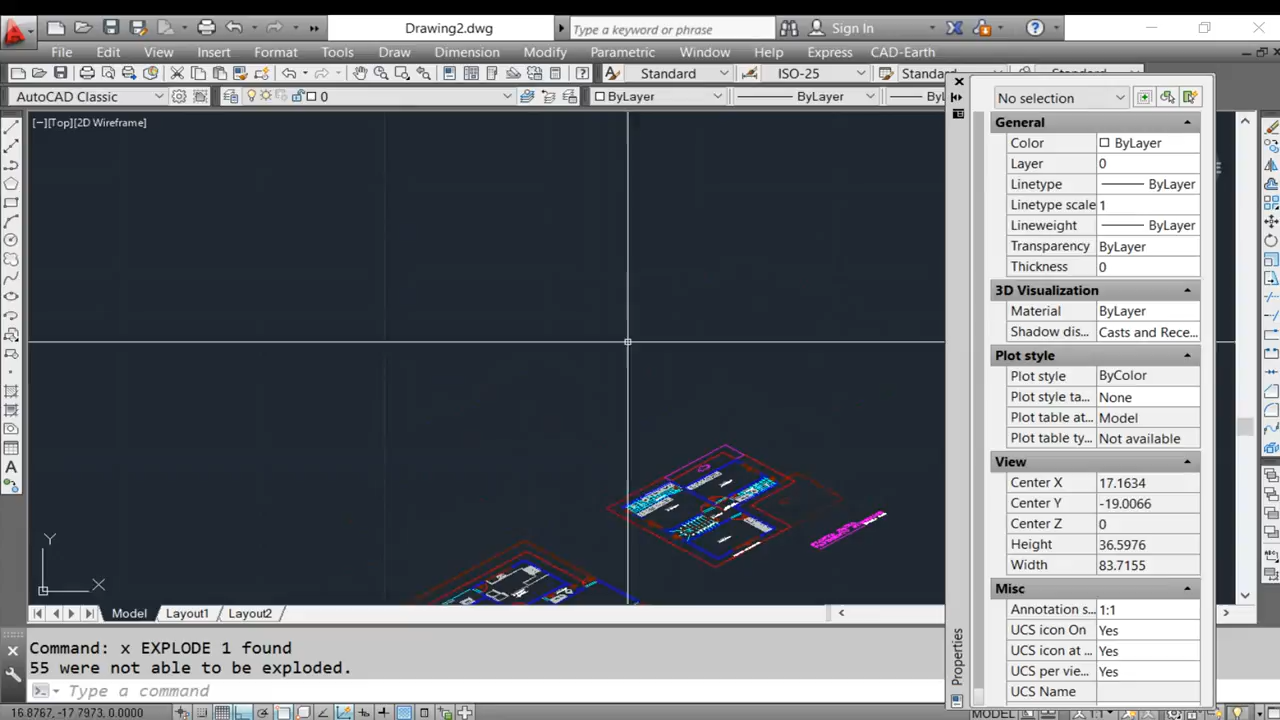 Drawing2.dwg
Type a keyword or phrase
Sign In
File Edit View Insert Format Tools Draw Dimension Modify Parametric Window Help Express CAD-Earth
Standard ISO-25 Standard
AutoCAD Classic 0 ByLayer ByLayer
[−][Top][2D Wireframe]
Y
X
Model Layout1 Layout2
Command: x EXPLODE 1 found
55 were not able to be exploded.
Type a command
16.8767, -17.7973, 0.0000
MODEL
Properties
No selection
General
Color ByLayer
Layer 0
Linetype ByLayer
Linetype scale 1
Lineweight ByLayer
Transparency ByLayer
Thickness 0
3D Visualization
Material ByLayer
Shadow dis... Casts and Rece...
Plot style
Plot style ByColor
Plot style ta... None
Plot table at... Model
Plot table ty... Not available
View
Center X 17.1634
Center Y -19.0066
Center Z 0
Height 36.5976
Width 83.7155
Misc
Annotation s... 1:1
UCS icon On Yes
UCS icon at ... Yes
UCS per vie... Yes
UCS Name